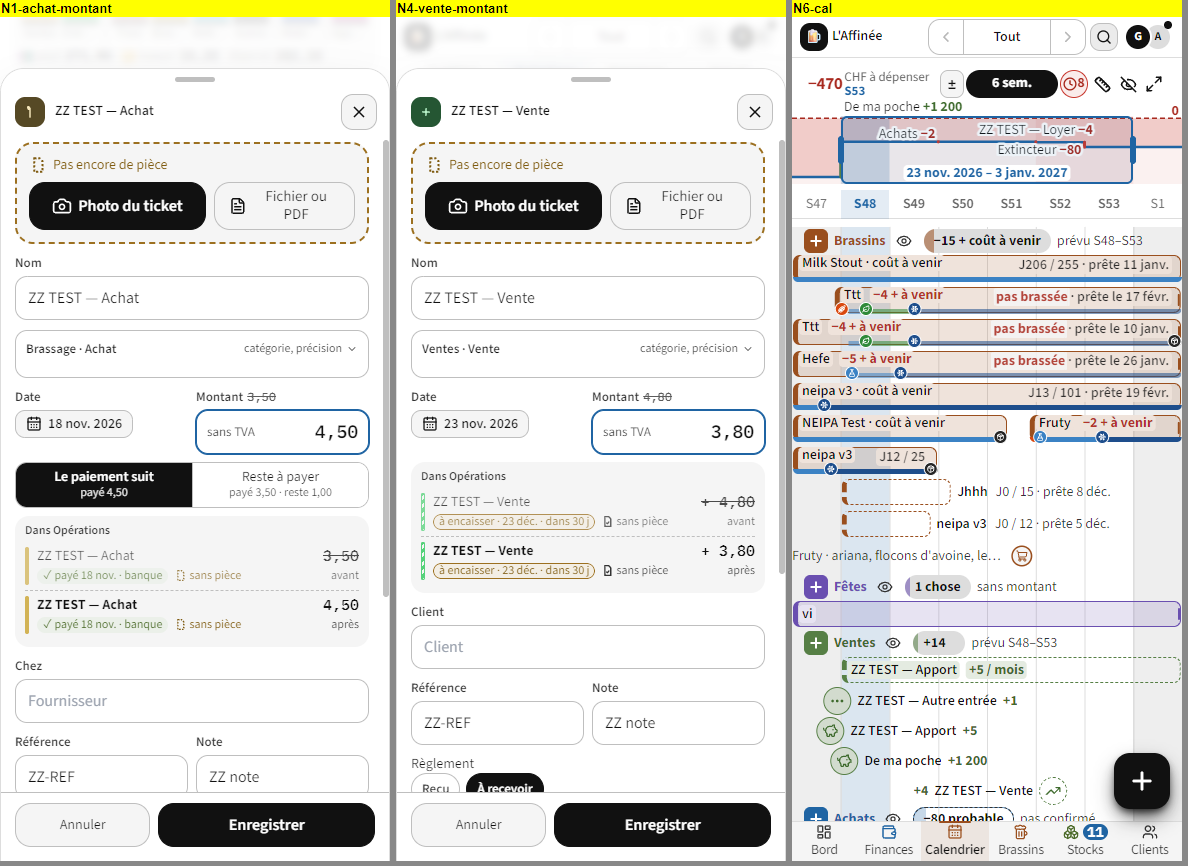 N1-achat-montant
ZZ TEST — Achat
Pas encore de pièce
Photo du ticket
Fichier ou
PDF
Nom
ZZ TEST — Achat
Brassage · Achat
catégorie, précision
Date
Montant 3,50
18 nov. 2026
sans TVA
4,50
Le paiement suit
payé 4,50
Reste à payer
payé 3,50 · reste 1,00
Dans Opérations
ZZ TEST — Achat
3,50
✓ payé 18 nov. · banque
sans pièce
avant
ZZ TEST — Achat
4,50
✓ payé 18 nov. · banque
sans pièce
après
Chez
Fournisseur
Référence
Note
ZZ-REF
ZZ note
Annuler
Enregistrer
N4-vente-montant
ZZ TEST — Vente
Pas encore de pièce
Photo du ticket
Fichier ou
PDF
Nom
ZZ TEST — Vente
Ventes · Vente
catégorie, précision
Date
Montant 4,80
23 nov. 2026
sans TVA
3,80
Dans Opérations
ZZ TEST — Vente
+ 4,80
à encaisser · 23 déc. · dans 30 j
sans pièce
avant
ZZ TEST — Vente
+ 3,80
à encaisser · 23 déc. · dans 30 j
sans pièce
après
Client
Client
Référence
Note
ZZ-REF
ZZ note
Règlement
Reçu
À recevoir
Annuler
Enregistrer
N6-cal
L'Affinée
Tout
G
A
−470
CHF à dépenser
S53
±
6 sem.
8
De ma poche +1 200
0
Achats −2
ZZ TEST — Loyer −4
Extincteur −80
23 nov. 2026 – 3 janv. 2027
S47
S48
S49
S50
S51
S52
S53
S1
Brassins
−15 + coût à venir
prévu S48–S53
Milk Stout · coût à venir
J206 / 255 · prête 11 janv.
Ttt −4 + à venir
pas brassée · prête le 17 févr.
Ttt −4 + à venir
pas brassée · prête le 10 janv.
Hefe −5 + à venir
pas brassée · prête le 26 janv.
neipa v3 · coût à venir
J13 / 101 · prête 19 févr.
NEIPA Test · coût à venir
Fruty −2 + à venir
neipa v3
J12 / 25
Jhhh J0 / 15 · prête 8 déc.
neipa v3 J0 / 12 · prête 5 déc.
Fruty · ariana, flocons d'avoine, le…
Fêtes
1 chose
sans montant
vi
Ventes
+14
prévu S48–S53
ZZ TEST — Apport +5 / mois
ZZ TEST — Autre entrée +1
ZZ TEST — Apport +5
De ma poche +1 200
+4 ZZ TEST — Vente
Achats
−80 probable
pas confirmé
Bord
Finances
Calendrier
Brassins
11
Stocks
Clients